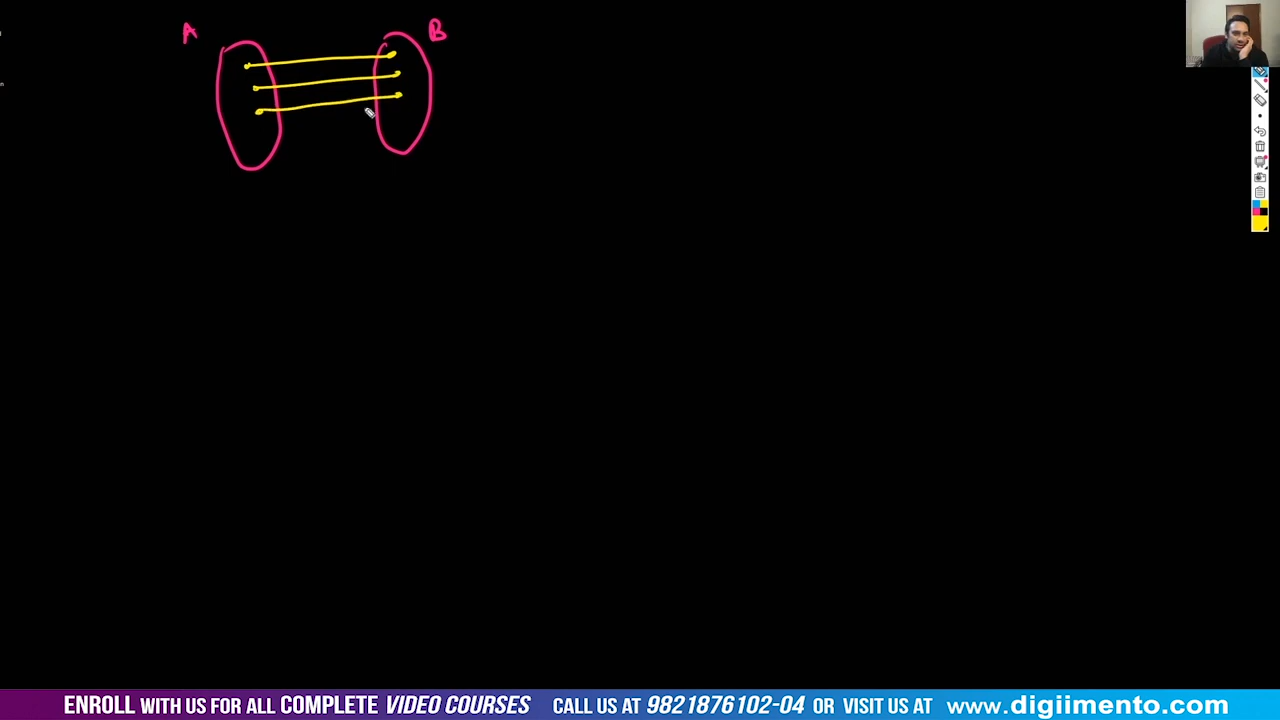 A
B
ENROLL WITH US FOR ALL COMPLETE VIDEO COURSES CALL US AT 9821876102-04 OR VISIT US AT www.digiimento.com